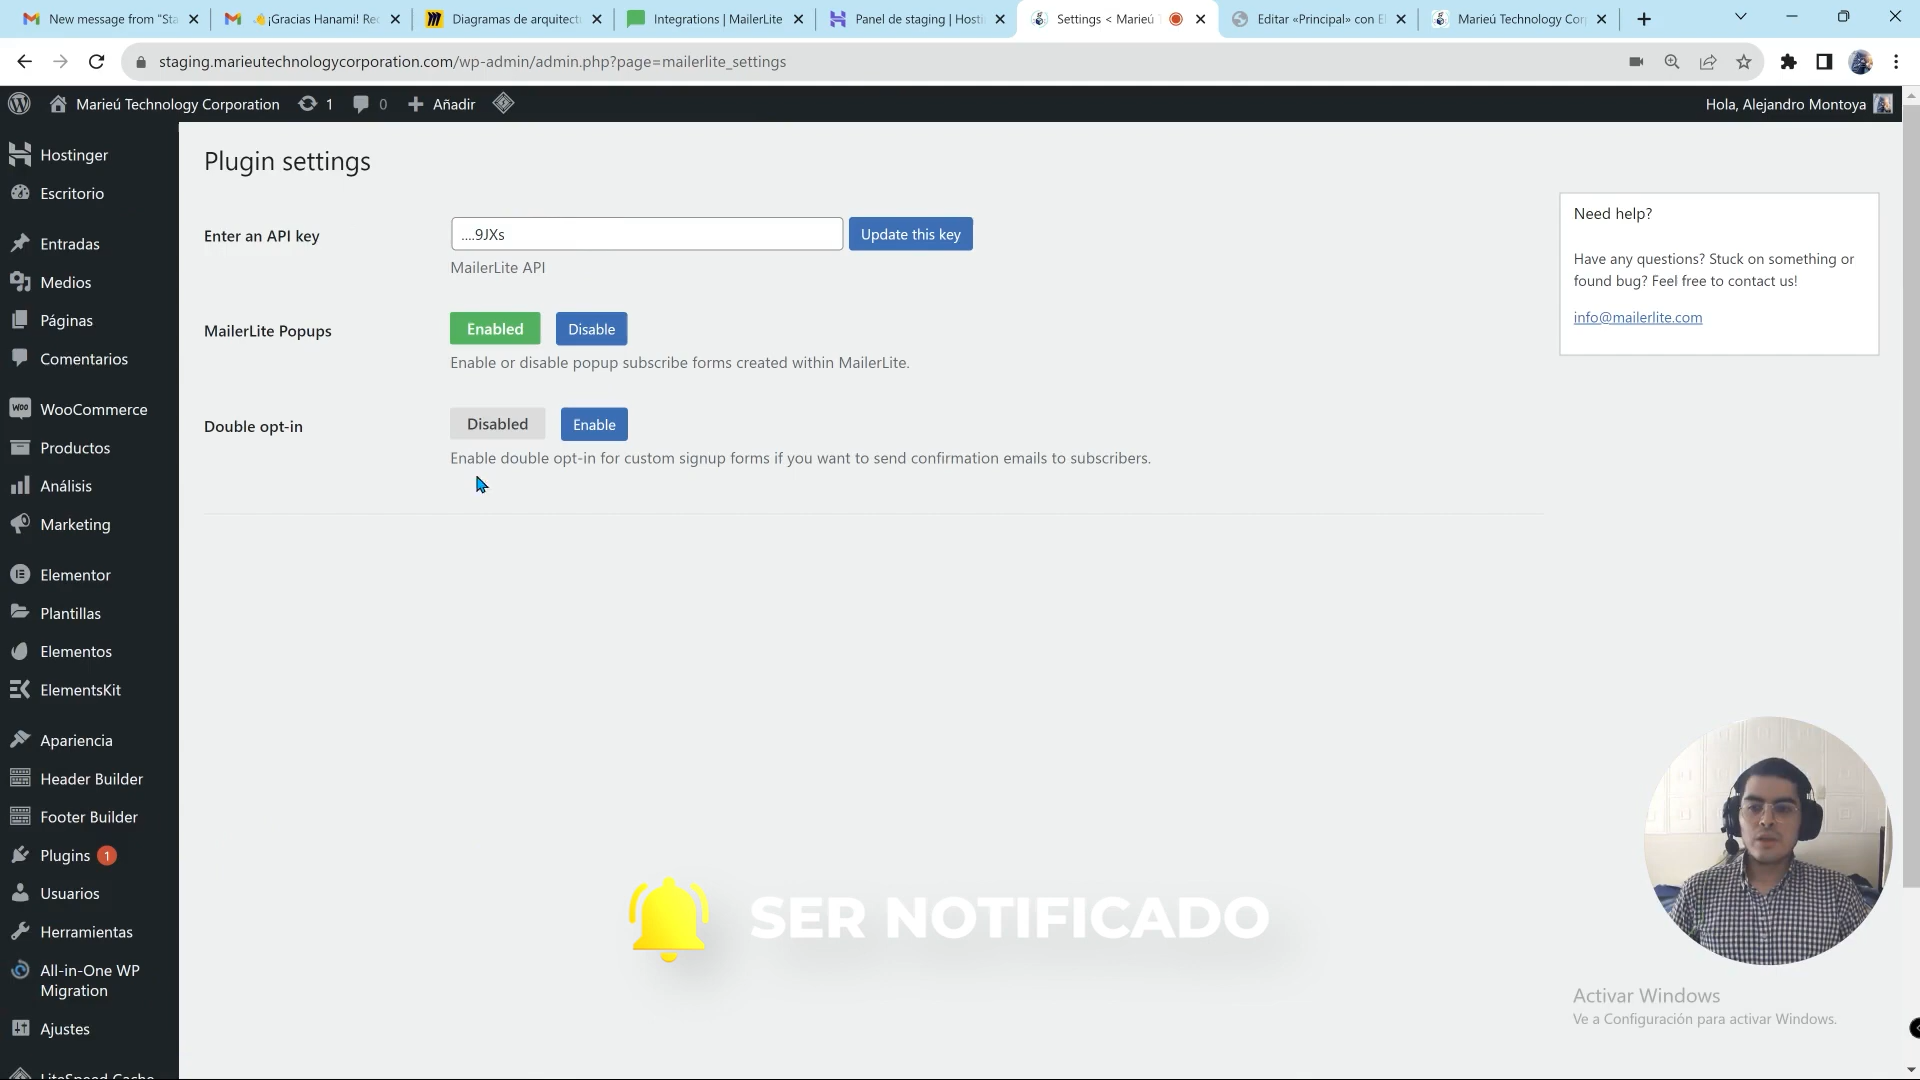 New message from "Sta
¡Gracias Hanami! Rec
Diagramas de arquitect
Integrations | MailerLite
Panel de staging | Hosti
Settings < Marieú T
Editar «Principal» con E
Marieú Technology Corp
staging.marieutechnologycorporation.com/wp-admin/admin.php?page=mailerlite_settings
Marieú Technology Corporation
1
0
Añadir
Hola, Alejandro Montoya
Hostinger
Escritorio
Entradas
Medios
Páginas
Comentarios
WooCommerce
Productos
Análisis
Marketing
Elementor
Plantillas
Elementos
ElementsKit
Apariencia
Header Builder
Footer Builder
Plugins 1
Usuarios
Herramientas
All-in-One WP
Migration
Ajustes
LiteSpeed Cache
Plugin settings
Enter an API key
....9JXs
Update this key
MailerLite API
MailerLite Popups
Enabled
Disable
Enable or disable popup subscribe forms created within MailerLite.
Double opt-in
Disabled
Enable
Enable double opt-in for custom signup forms if you want to send confirmation emails to subscribers.
Need help?
Have any questions? Stuck on something or
found bug? Feel free to contact us!
info@mailerlite.com
SER NOTIFICADO
Activar Windows
Ve a Configuración para activar Windows.